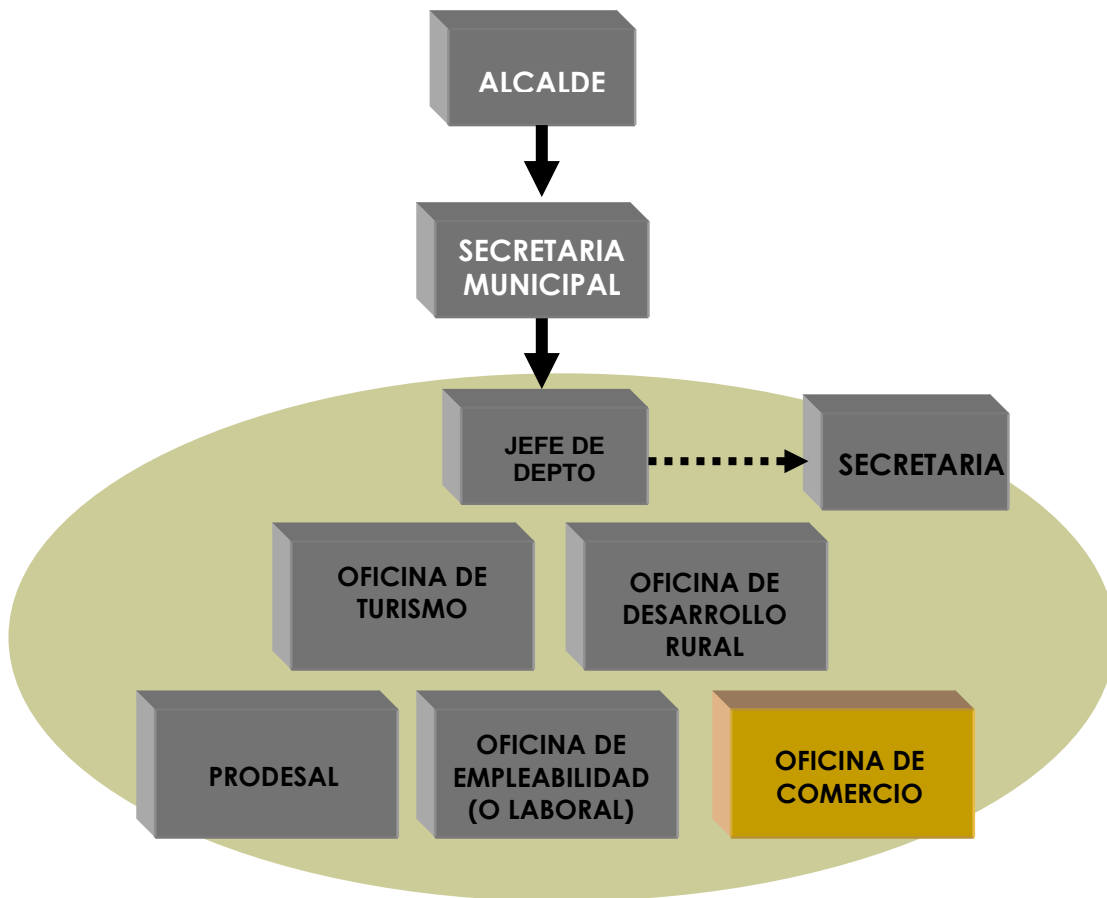 ALCALDE
SECRETARIA
MUNICIPAL
JEFE DE
DEPTO
SECRETARIA
OFICINA DE
TURISMO
OFICINA DE
DESARROLLO
RURAL
PRODESAL
OFICINA DE
EMPLEABILIDAD
(O LABORAL)
OFICINA DE
COMERCIO